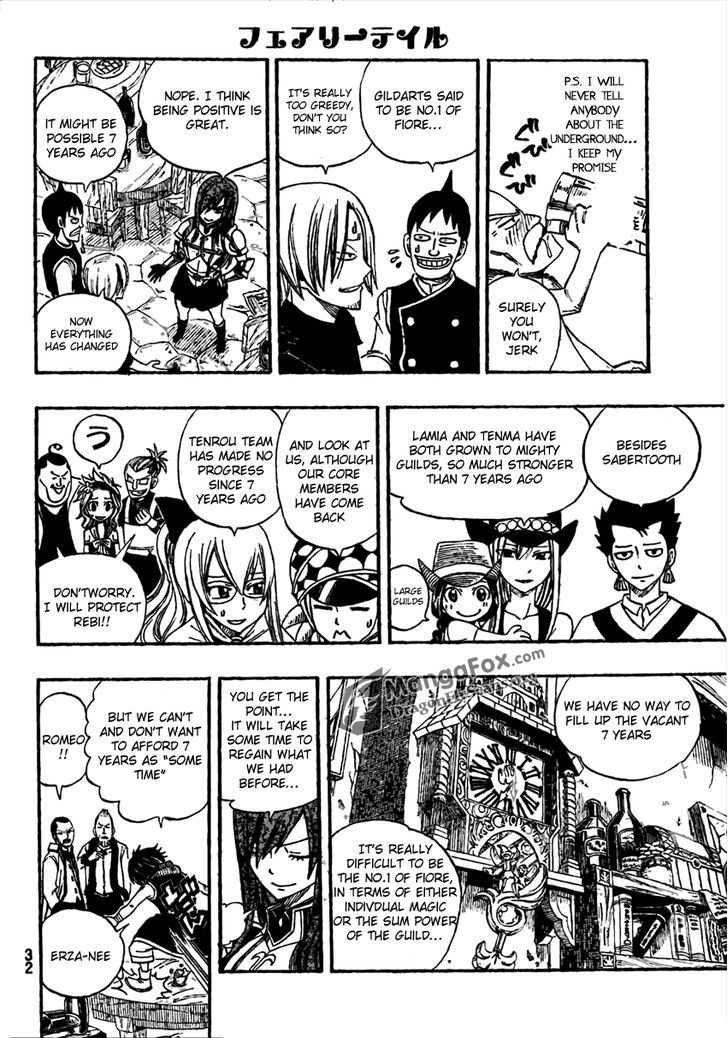 フェアリーテイル
P.S. I WILL
NEVER TELL
ANYBODY
ABOUT THE
UNDERGROUND...
I KEEP MY
PROMISE
ぐび
ぐび
SURELY
YOU
WON'T,
JERK
GILDARTS SAID
TO BE NO.1 OF
FIORE...
IT'S REALLY
TOO GREEDY,
DON'T YOU
THINK SO?
NOPE. I THINK
BEING POSITIVE IS
GREAT.
IT MIGHT BE
POSSIBLE 7
YEARS AGO
NOW
EVERYTHING
HAS CHANGED
BESIDES
SABERTOOTH
LAMIA AND TENMA HAVE
BOTH GROWN TO MIGHTY
GUILDS, SO MUCH STRONGER
THAN 7 YEARS AGO
LARGE
GUILDS
AND LOOK AT
US, ALTHOUGH
OUR CORE
MEMBERS HAVE
COME BACK
TENROU TEAM
HAS MADE NO
PROGRESS
SINCE 7
YEARS AGO
う
DON'TWORRY.
I WILL PROTECT
REBI!!
MangaFox.com
WE HAVE NO WAY TO
FILL UP THE VACANT
7 YEARS
IT'S REALLY
DIFFICULT TO BE
THE NO.1 OF FIORE,
IN TERMS OF EITHER
INDIVDUAL MAGIC
OR THE SUM POWER
OF THE GUILD...
YOU GET THE
POINT...
IT WILL TAKE
SOME TIME TO
REGAIN WHAT
WE HAD
BEFORE...
BUT WE CAN'T
AND DON'T WANT
TO AFFORD 7
YEARS AS "SOME
TIME"
ROMEO
!!
ERZA-NEE
32